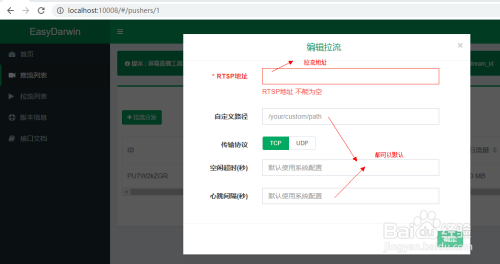 localhost:10008/#/pushers/1
EasyDarwin
首页
推流列表
拉流列表
版本信息
接口文档
编辑拉流
×
拉流地址
* RTSP地址
RTSP地址 不能为空
自定义路径
/your/custom/path
传输协议
TCP
UDP
都可以默认
空闲超时(秒)
默认使用系统配置
心跳间隔(秒)
默认使用系统配置
ID
PU7W2kZGR
Baidu 经验
jingyan.baidu.com